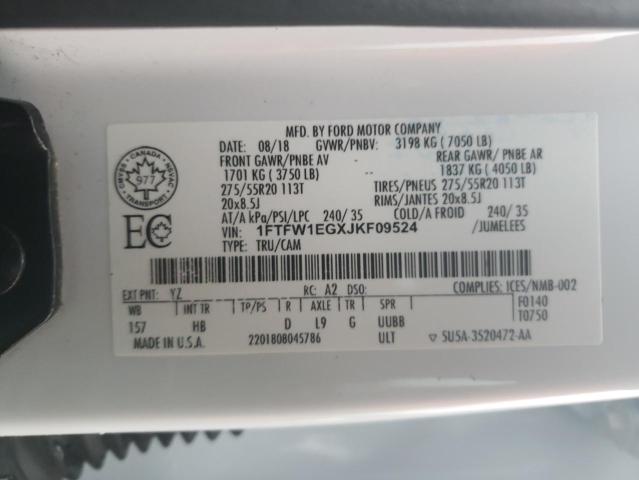 MFD. BY FORD MOTOR COMPANY
DATE: 08/18 GVWR/PNBV: 3198 KG ( 7050 LB)
FRONT GAWR/PNBE AV REAR GAWR/ PNBE AR
1701 KG ( 3750 LB) 1837 KG ( 4050 LB)
275/55R20 113T TIRES/PNEUS 275/55R20 113T
20x8.5J RIMS/JANTES 20x8.5J
AT/A kPa/PSI/LPC 240/ 35 COLD/A FROID 240/ 35
VIN: 1FTFW1EGXJKF09524 /JUMELEES
TYPE: TRU/CAM
CANADA
CMVSS NSVAC
977
TRANSPORT
EC
EXT PNT: YZ RC: A2 DSO: COMPLIES: ICES/NMB-002
WB INT TR TP/PS R AXLE TR SPR F0140
157 HB D L9 G UUBB T0750
MADE IN U.S.A. 2201808045786 ULT ▽ 5U5A-3520472-AA